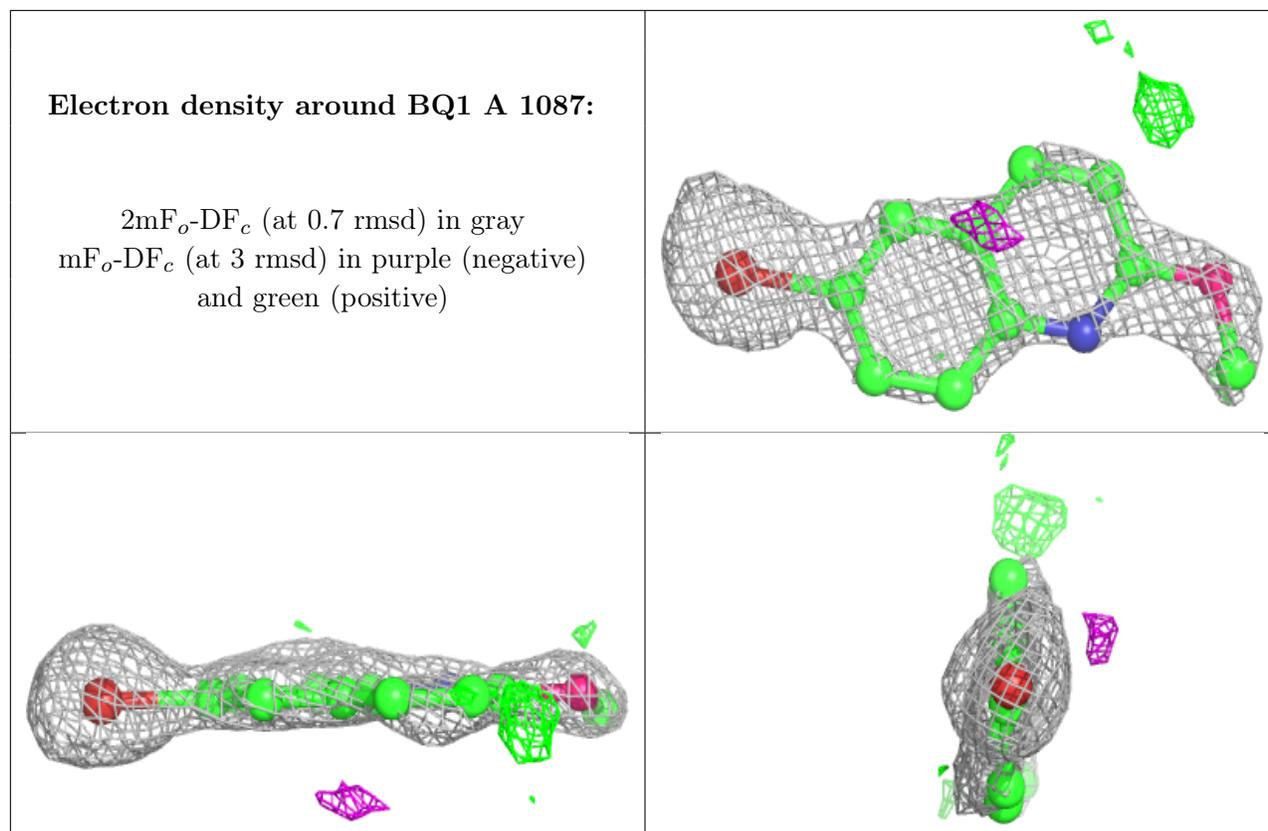 Electron density around BQ1 A 1087:
2mFo-DFc (at 0.7 rmsd) in gray
mFo-DFc (at 3 rmsd) in purple (negative)
and green (positive)